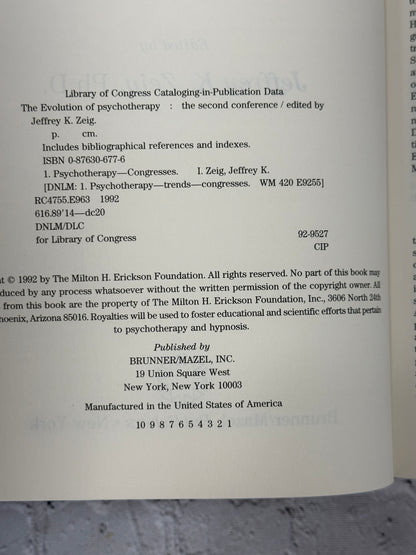 Library of Congress Cataloging-in-Publication Data
The Evolution of psychotherapy : the second conference / edited by
Jeffrey K. Zeig.
p. cm.
Includes bibliographical references and indexes.
ISBN 0-87630-677-6
1. Psychotherapy—Congresses. I. Zeig, Jeffrey K.
[DNLM: 1. Psychotherapy—trends—congresses. WM 420 E9255]
RC4755.E963 1992
616.89'14—dc20
DNLM/DLC
for Library of Congress 92-9527
CIP
© 1992 by The Milton H. Erickson Foundation. All rights reserved. No part of this book may
duced by any process whatsoever without the written permission of the copyright owner. All
from this book are the property of The Milton H. Erickson Foundation, Inc., 3606 North 24th
hoenix, Arizona 85016. Royalties will be used to foster educational and scientific efforts that pertain
to psychotherapy and hypnosis.
Published by
BRUNNER/MAZEL, INC.
19 Union Square West
New York, New York 10003
Manufactured in the United States of America
10 9 8 7 6 5 4 3 2 1